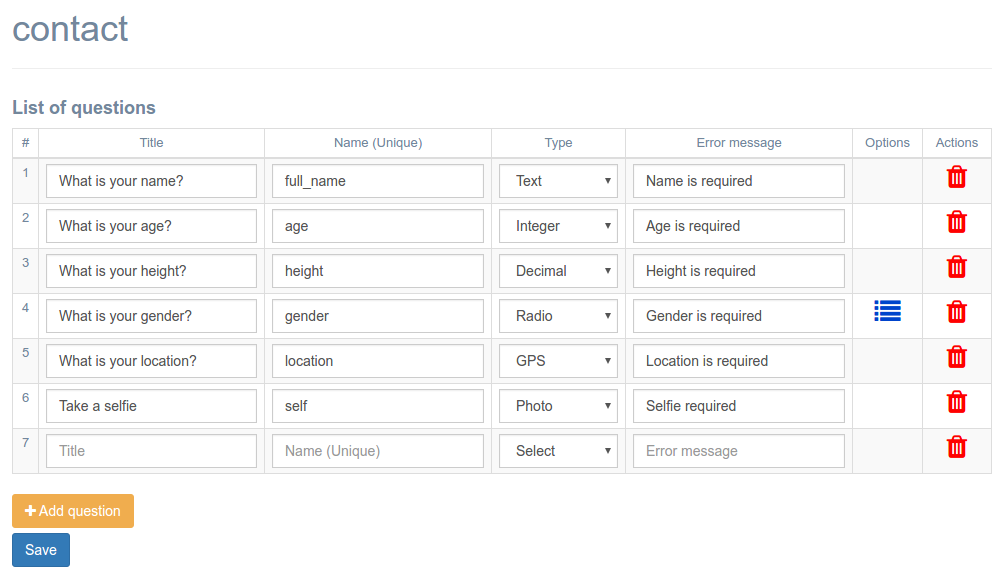 contact
List of questions
# Title Name (Unique) Type Error message Options Actions
1 What is your name? full_name Text Name is required
2 What is your age? age Integer Age is required
3 What is your height? height Decimal Height is required
4 What is your gender? gender Radio Gender is required
5 What is your location? location GPS Location is required
6 Take a selfie self Photo Selfie required
7 Title Name (Unique) Select Error message
Add question
Save